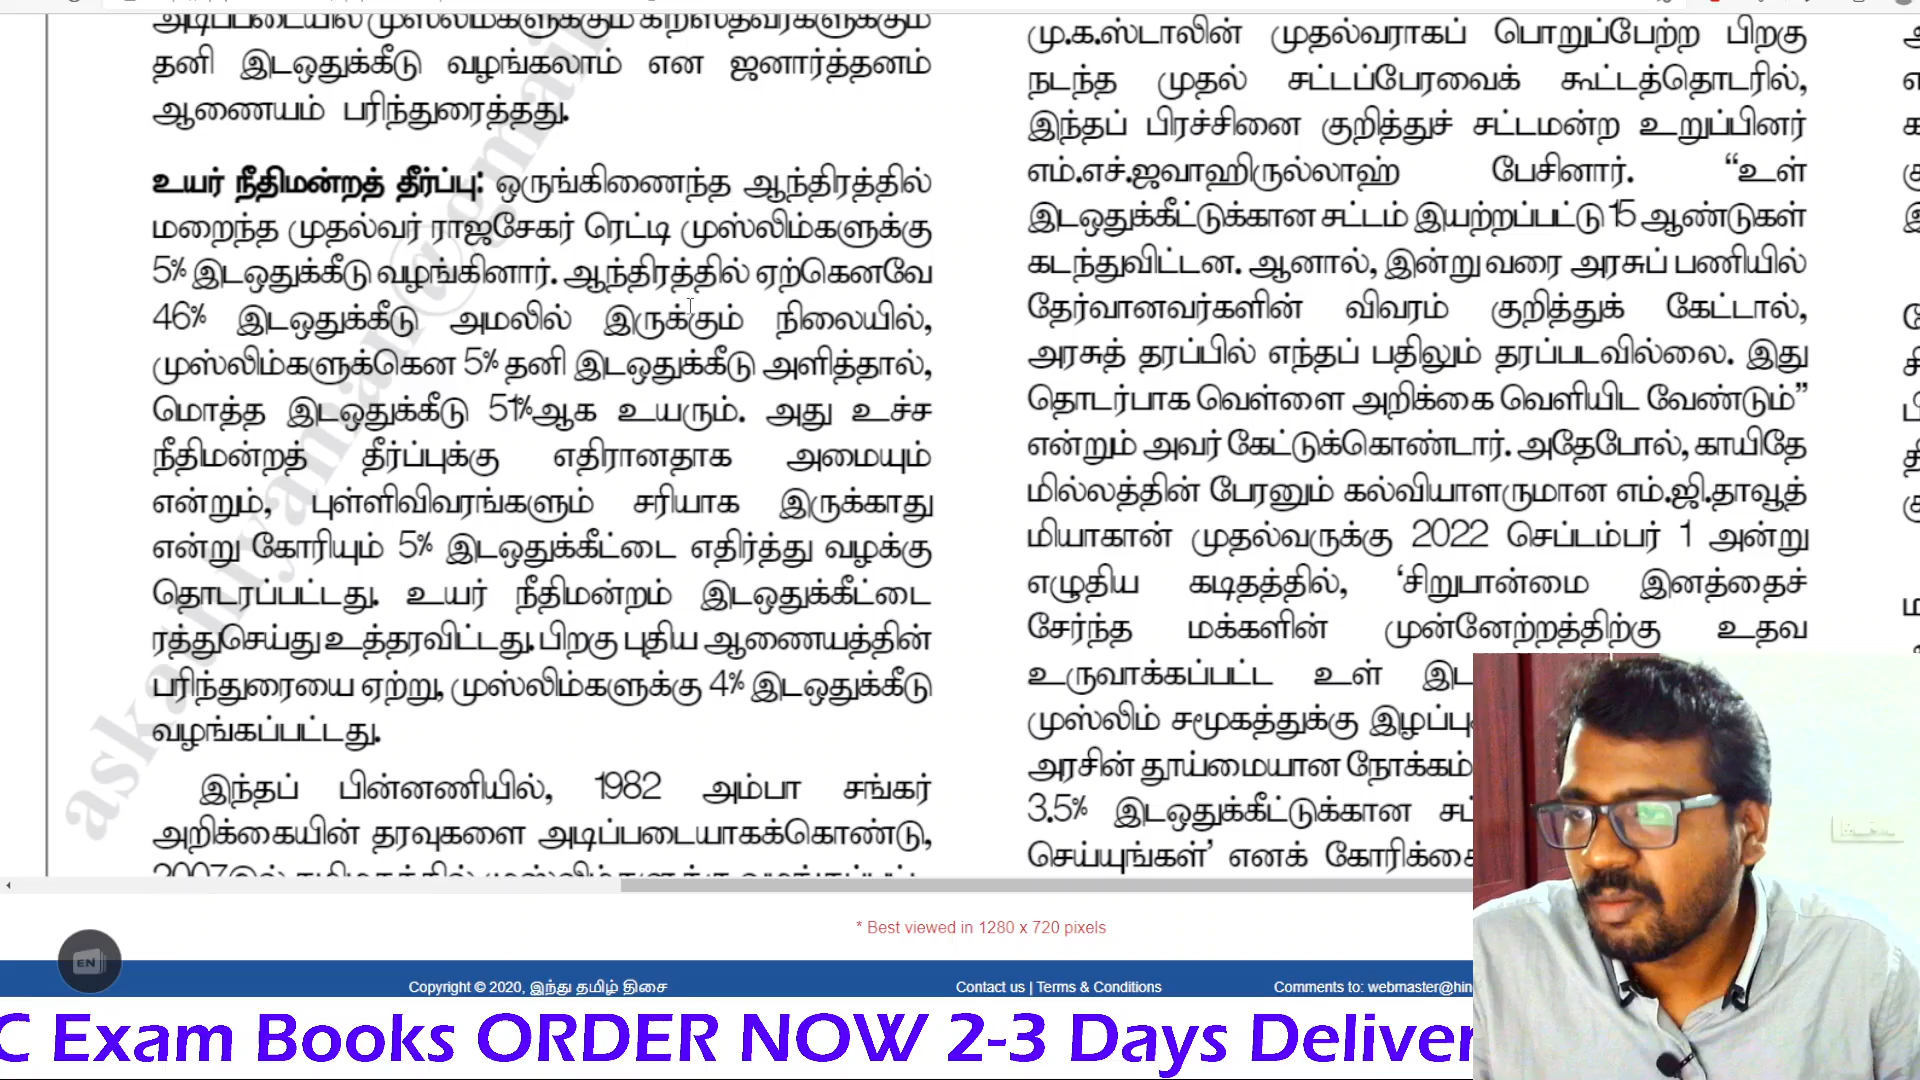 அடிப்படையில் முஸ்லிம்களுக்கும் கிறிஸ்தவர்களுக்கும்
தனி இடஒதுக்கீடு வழங்கலாம் என ஜனார்த்தனம்
ஆணையம் பரிந்துரைத்தது.
உயர் நீதிமன்றத் தீர்ப்பு: ஒருங்கிணைந்த ஆந்திரத்தில்
மறைந்த முதல்வர் ராஜசேகர் ரெட்டி முஸ்லிம்களுக்கு
5% இடஒதுக்கீடு வழங்கினார். ஆந்திரத்தில் ஏற்கெனவே
46% இடஒதுக்கீடு அமலில் இருக்கும் நிலையில்,
முஸ்லிம்களுக்கென 5% தனி இடஒதுக்கீடு அளித்தால்,
மொத்த இடஒதுக்கீடு 51%ஆக உயரும். அது உச்ச
நீதிமன்றத் தீர்ப்புக்கு எதிரானதாக அமையும்
என்றும், புள்ளிவிவரங்களும் சரியாக இருக்காது
என்று கோரியும் 5% இடஒதுக்கீட்டை எதிர்த்து வழக்கு
தொடரப்பட்டது. உயர் நீதிமன்றம் இடஒதுக்கீட்டை
ரத்துசெய்து உத்தரவிட்டது. பிறகு புதிய ஆணையத்தின்
பரிந்துரையை ஏற்று, முஸ்லிம்களுக்கு 4% இடஒதுக்கீடு
வழங்கப்பட்டது.
இந்தப் பின்னணியில், 1982 அம்பா சங்கர்
அறிக்கையின் தரவுகளை அடிப்படையாகக்கொண்டு,
மு.க.ஸ்டாலின் முதல்வராகப் பொறுப்பேற்ற பிறகு
நடந்த முதல் சட்டப்பேரவைக் கூட்டத்தொடரில்,
இந்தப் பிரச்சினை குறித்துச் சட்டமன்ற உறுப்பினர்
எம்.எச்.ஜவாஹிருல்லாஹ் பேசினார். “உள்
இடஒதுக்கீட்டுக்கான சட்டம் இயற்றப்பட்டு 15 ஆண்டுகள்
கடந்துவிட்டன. ஆனால், இன்று வரை அரசுப் பணியில்
தேர்வானவர்களின் விவரம் குறித்துக் கேட்டால்,
அரசுத் தரப்பில் எந்தப் பதிலும் தரப்படவில்லை. இது
தொடர்பாக வெள்ளை அறிக்கை வெளியிட வேண்டும்”
என்றும் அவர் கேட்டுக்கொண்டார். அதேபோல், காயிதே
மில்லத்தின் பேரனும் கல்வியாளருமான எம்.ஜி.தாவூத்
மியாகான் முதல்வருக்கு 2022 செப்டம்பர் 1 அன்று
எழுதிய கடிதத்தில், ‘சிறுபான்மை இனத்தைச்
சேர்ந்த மக்களின் முன்னேற்றத்திற்கு உதவ
உருவாக்கப்பட்ட உள்
முஸ்லிம் சமூகத்துக்கு
அரசின் தூய்மையான நோக்கம்
3.5% இடஒதுக்கீட்டுக்கான
செய்யுங்கள்’ எனக்
* Best viewed in 1280 x 720 pixels
EN
Copyright © 2020, இந்து தமிழ் திசை
Contact us | Terms & Conditions
Comments to: webmaster@hin
C Exam Books ORDER NOW 2-3 Days Deliver